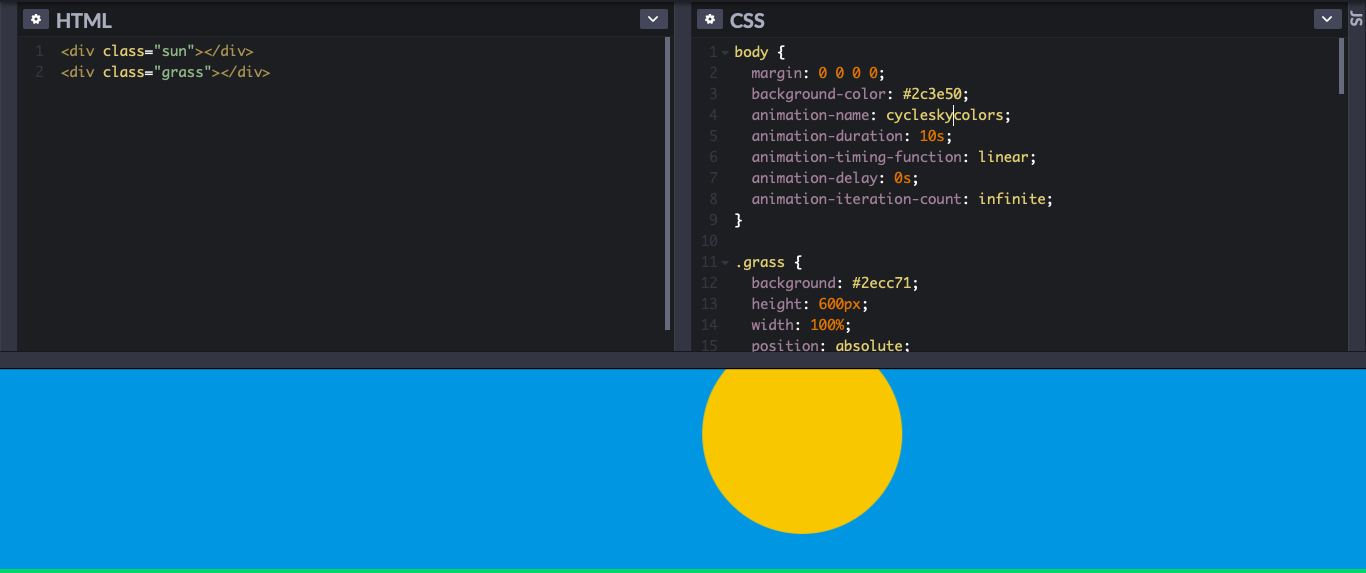 HTML
1 <div class="sun"></div>
2 <div class="grass"></div>
CSS
1 body {
2 margin: 0 0 0 0;
3 background-color: #2c3e50;
4 animation-name: cycleskycolors;
5 animation-duration: 10s;
6 animation-timing-function: linear;
7 animation-delay: 0s;
8 animation-iteration-count: infinite;
9 }
10
11 .grass {
12 background: #2ecc71;
13 height: 600px;
14 width: 100%;
15 position: absolute;
JS